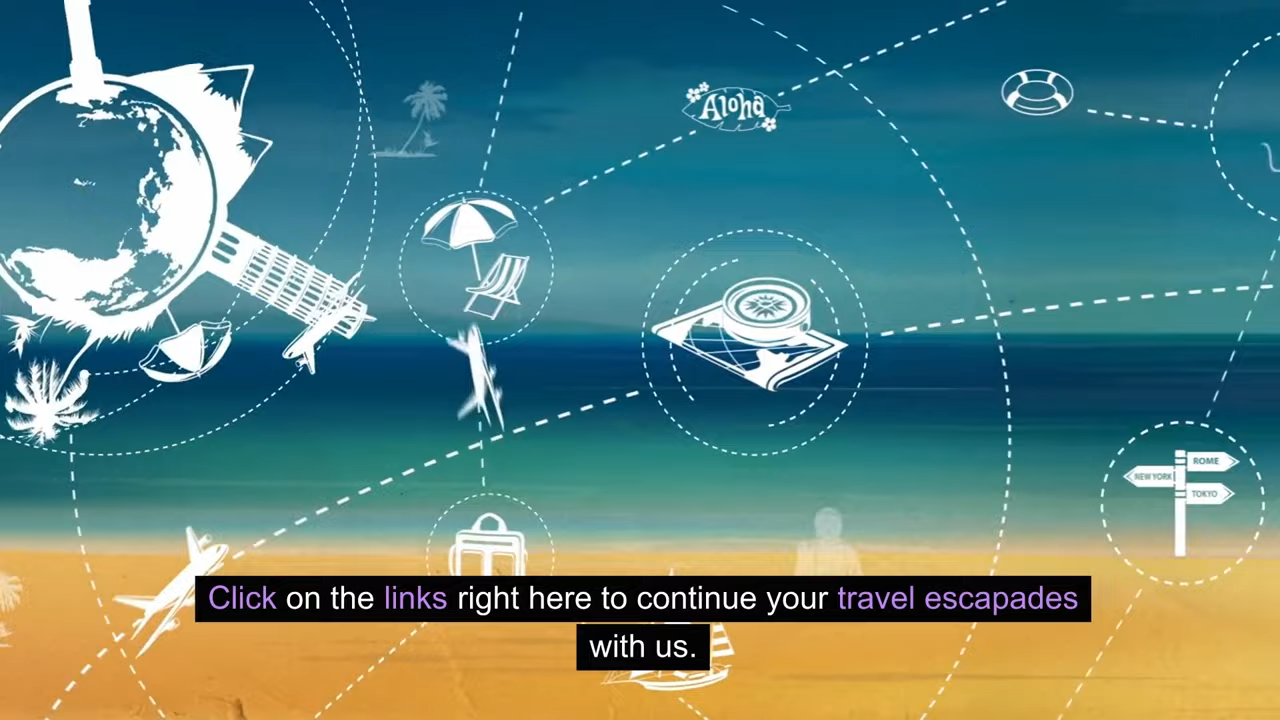 Aloha
ROME
NEW YORK
TOKYO
Click on the links right here to continue your travel escapades
with us.